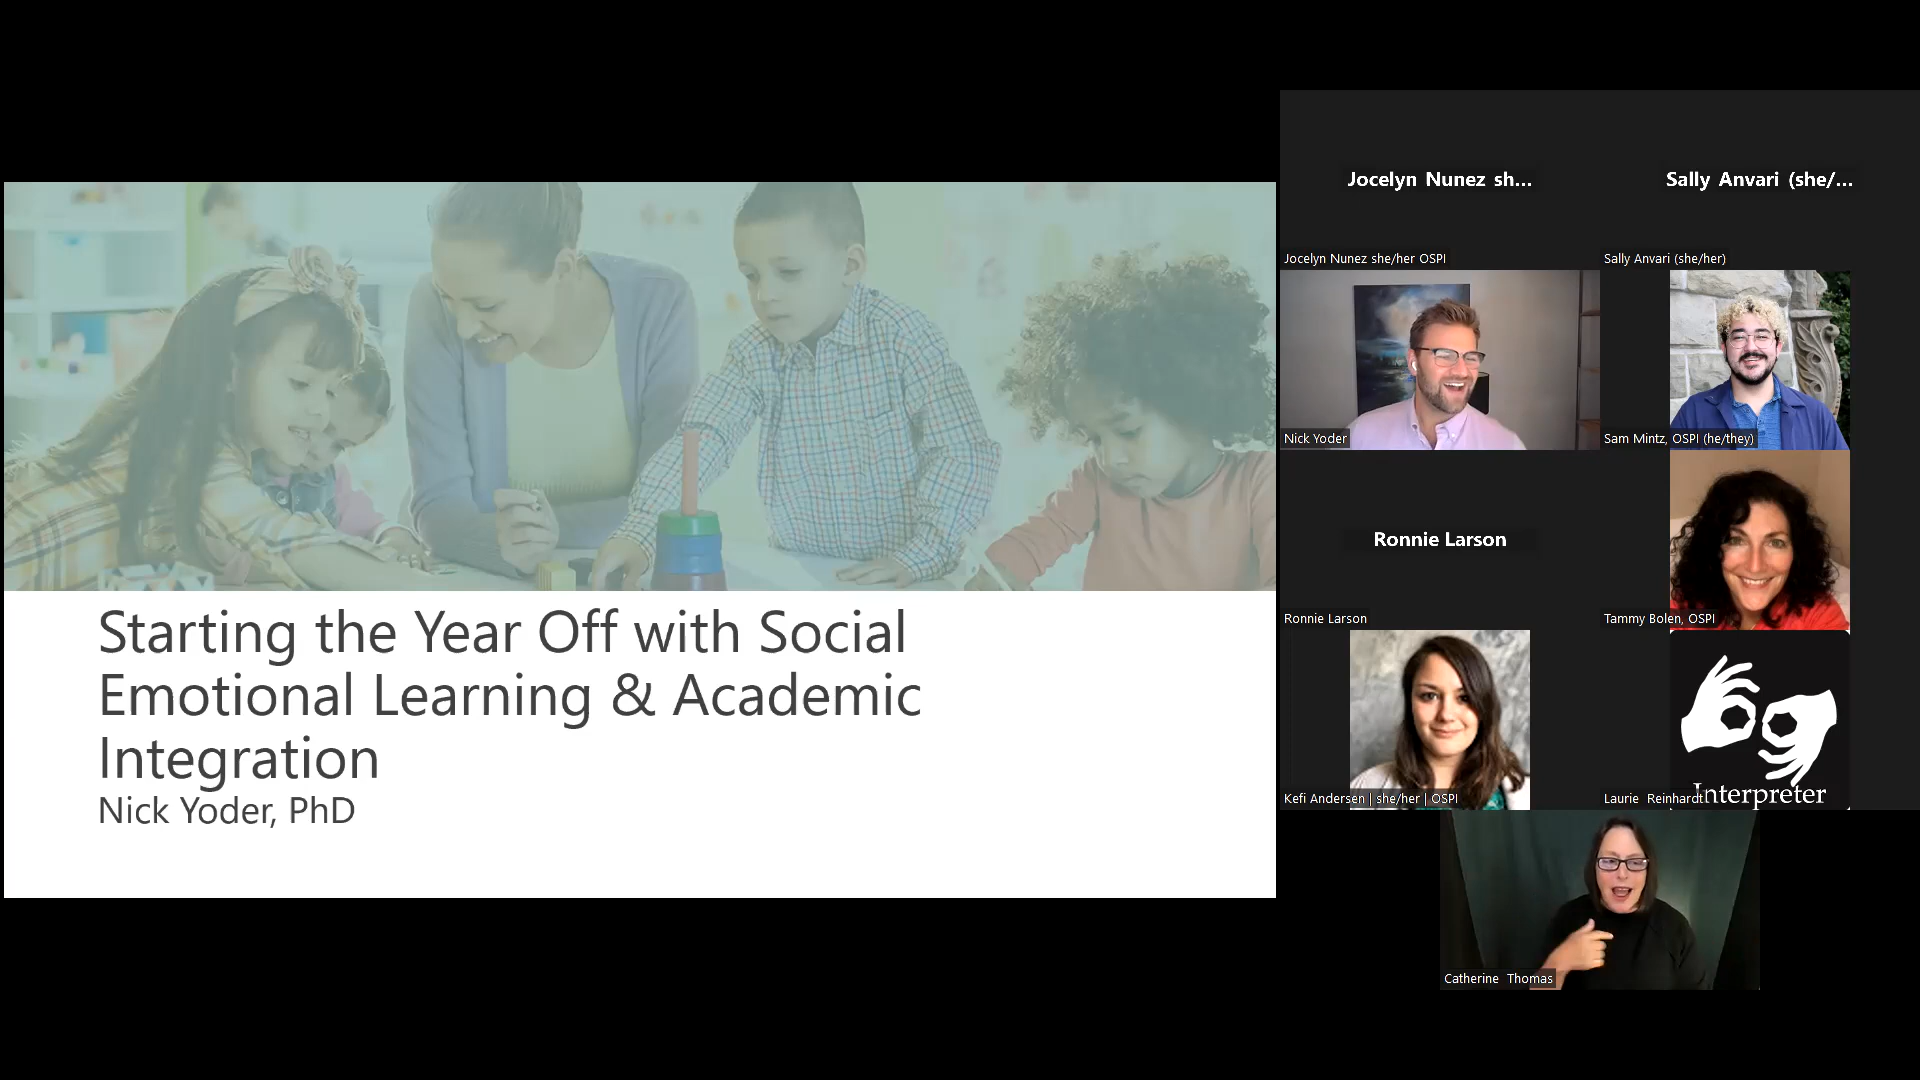 Starting the Year Off with Social
Emotional Learning & Academic
Integration
Nick Yoder, PhD
Jocelyn Nunez sh...
Sally Anvari (she/...
Jocelyn Nunez she/her OSPI
Sally Anvari (she/her)
Nick Yoder
Sam Mintz, OSPI (he/they)
Ronnie Larson
Ronnie Larson
Tammy Bolen, OSPI
Kefi Andersen | she/her | OSPI
Laurie Reinhardt
Interpreter
Catherine Thomas